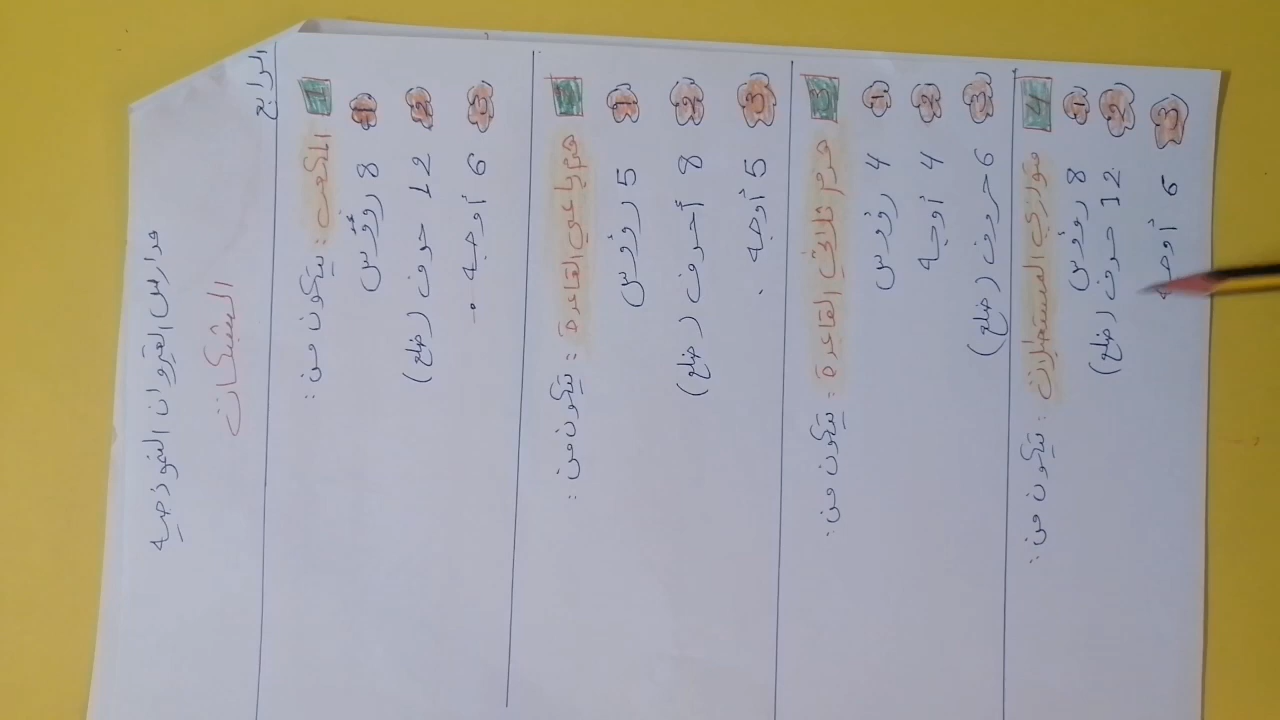 الرابع
مدارس القيروان النموذجيه
الشبكات
1 المكعب : يتكون من :
1 8 رؤوس
2 12 حرف ( ضلع )
3 6 أوجه .
2 هرم رباعي القاعدة : يتكون من :
1 5 رؤوس
2 8 أحرف ( ضلع )
3 5 أوجه .
3 هرم ثلاثي القاعدة : يتكون من :
1 4 رؤوس
2 4 أوجه
3 6 حروف ( ضلع )
4 متوازي المستطيلات : يتكون من :
1 8 رؤوس
2 12 حرف ( ضلع )
3 6 أوجه